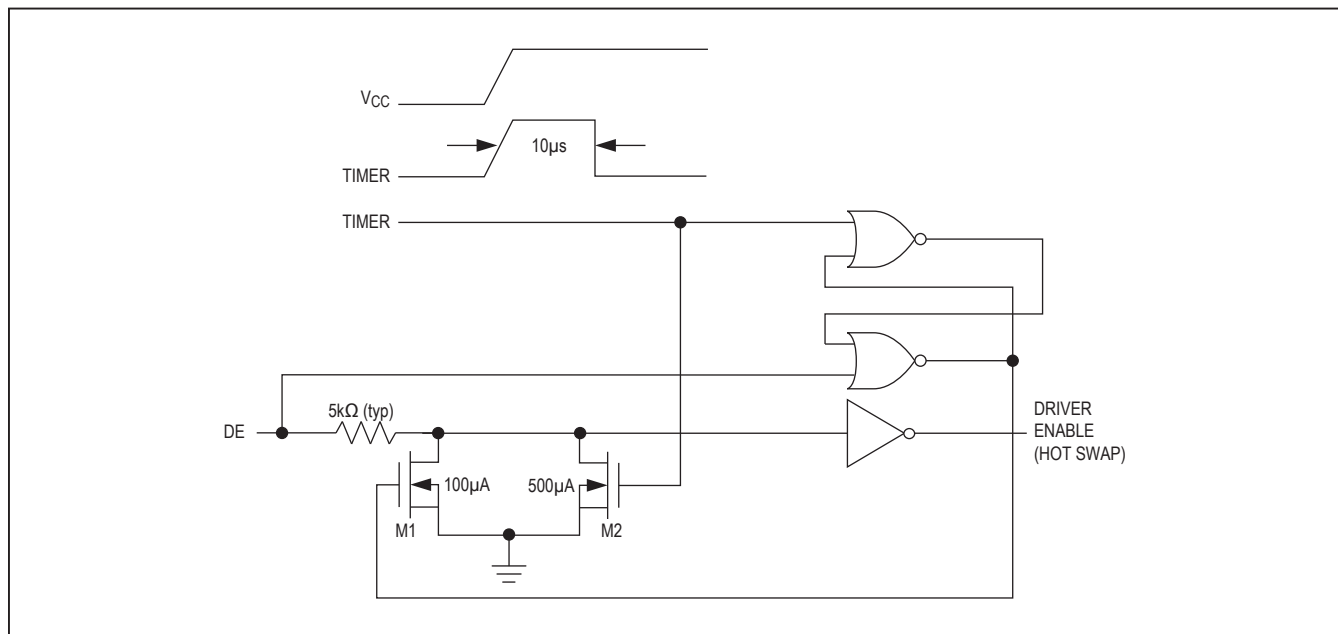 VCC
10µs
TIMER
TIMER
5kΩ (typ)
DE
100µA
500µA
M1
M2
DRIVER
ENABLE
(HOT SWAP)